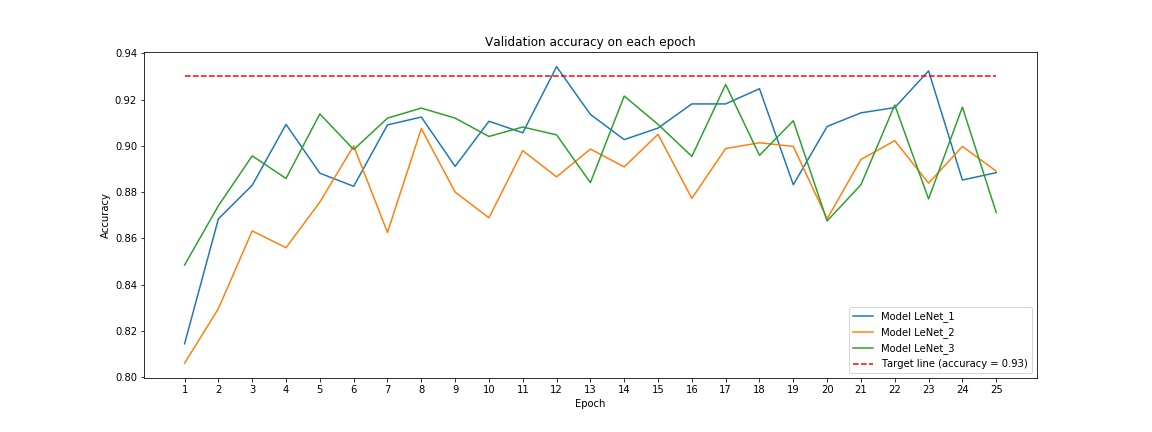 Validation accuracy on each epoch
0.94
0.92
0.90
0.88
0.86
0.84
0.82
0.80
Accuracy
1 2 3 4 5 6 7 8 9 10 11 12 13 14 15 16 17 18 19 20 21 22 23 24 25
Epoch
Model LeNet_1
Model LeNet_2
Model LeNet_3
Target line (accuracy = 0.93)